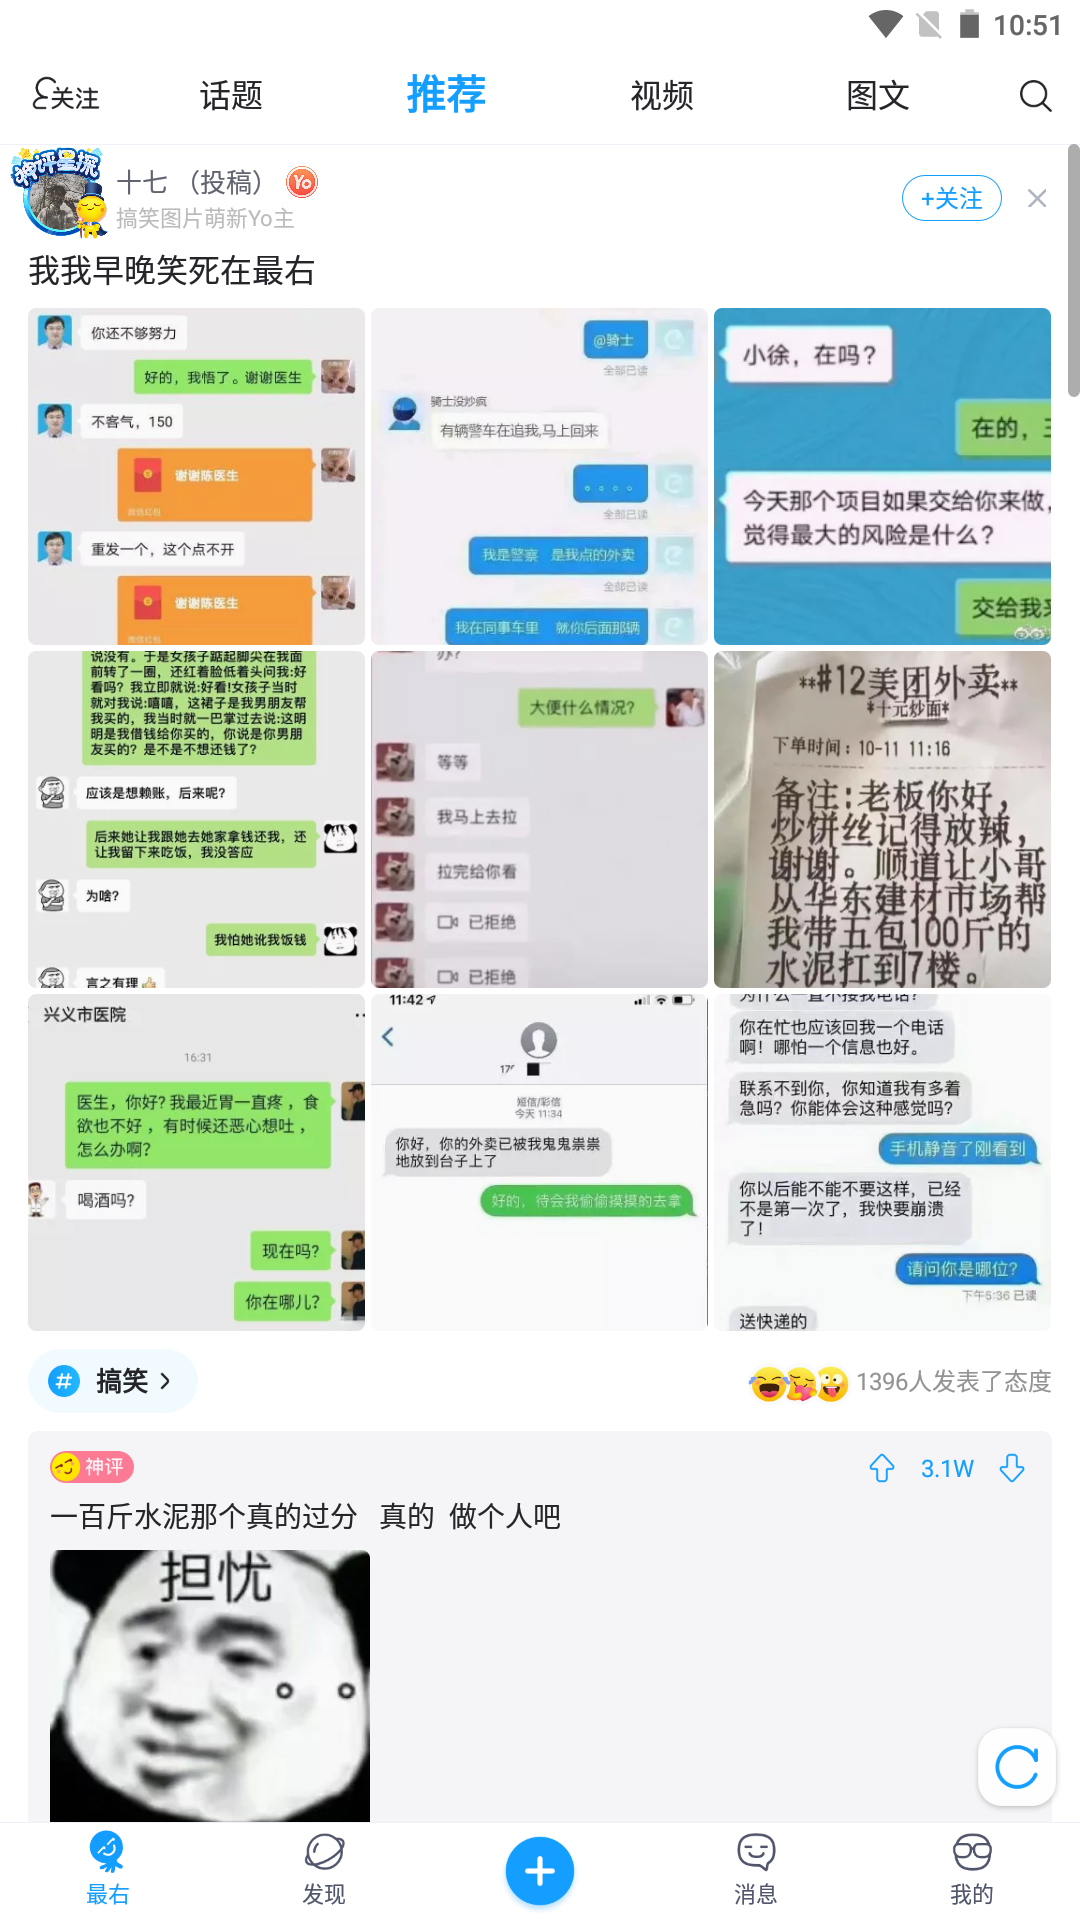 10:51
关注 话题 推荐 视频 图文
神评星探
十七 （投稿） Yo
搞笑图片萌新Yo主
+关注
我我早晚笑死在最右
你还不够努力
好的，我悟了。谢谢医生
不客气，150
谢谢陈医生
微信红包
重发一个，这个点不开
谢谢陈医生
微信红包
@骑士
全部已读
骑士没炒疯
有辆警车在追我,马上回来
。。。。
全部已读
我是警察 是我点的外卖
全部已读
我在同事车里 就你后面那辆
小徐，在吗？
在的，
今天那个项目如果交给你来做，
觉得最大的风险是什么？
交给我
说没有。于是女孩子踮起脚尖在我面
前转了一圈，还红着脸低着头问我:好
看吗？我立即就说:好看!女孩子当时
就对我说:嘻嘻，这裙子是我男朋友帮
我买的，我当时就一巴掌过去说:这明
明是我借钱给你买的，你说是你男朋
友买的？是不是不想还钱了？
应该是想赖账，后来呢?
后来她让我跟她去她家拿钱还我，还
让我留下来吃饭，我没答应
为啥?
我怕她讹我饭钱
言之有理
办?
大便什么情况?
等等
我马上去拉
拉完给你看
已拒绝
已拒绝
**#12美团外卖**
*十元炒面*
下单时间：10-11 11:16
备注:老板你好，
炒饼丝记得放辣，
谢谢。顺道让小哥
从华东建材市场帮
我带五包100斤的
水泥扛到7楼。
兴义市医院
16:31
医生，你好? 我最近胃一直疼，食
欲也不好，有时候还恶心想吐，
怎么办啊?
喝酒吗?
现在吗?
你在哪儿?
11:42
17
短信/彩信
今天 11:34
你好，你的外卖已被我鬼鬼祟祟
地放到台子上了
好的，待会我偷偷摸摸的去拿
为什么一直不接我电话?
你在忙也应该回我一个电话
啊！哪怕一个信息也好。
联系不到你，你知道我有多着
急吗？你能体会这种感觉吗?
手机静音了刚看到
你以后能不能不要这样，已经
不是第一次了，我快要崩溃
了！
请问你是哪位?
下午5:36 已读
送快递的
# 搞笑
1396人发表了态度
神评
3.1W
一百斤水泥那个真的过分 真的 做个人吧
担忧
最右 发现 消息 我的